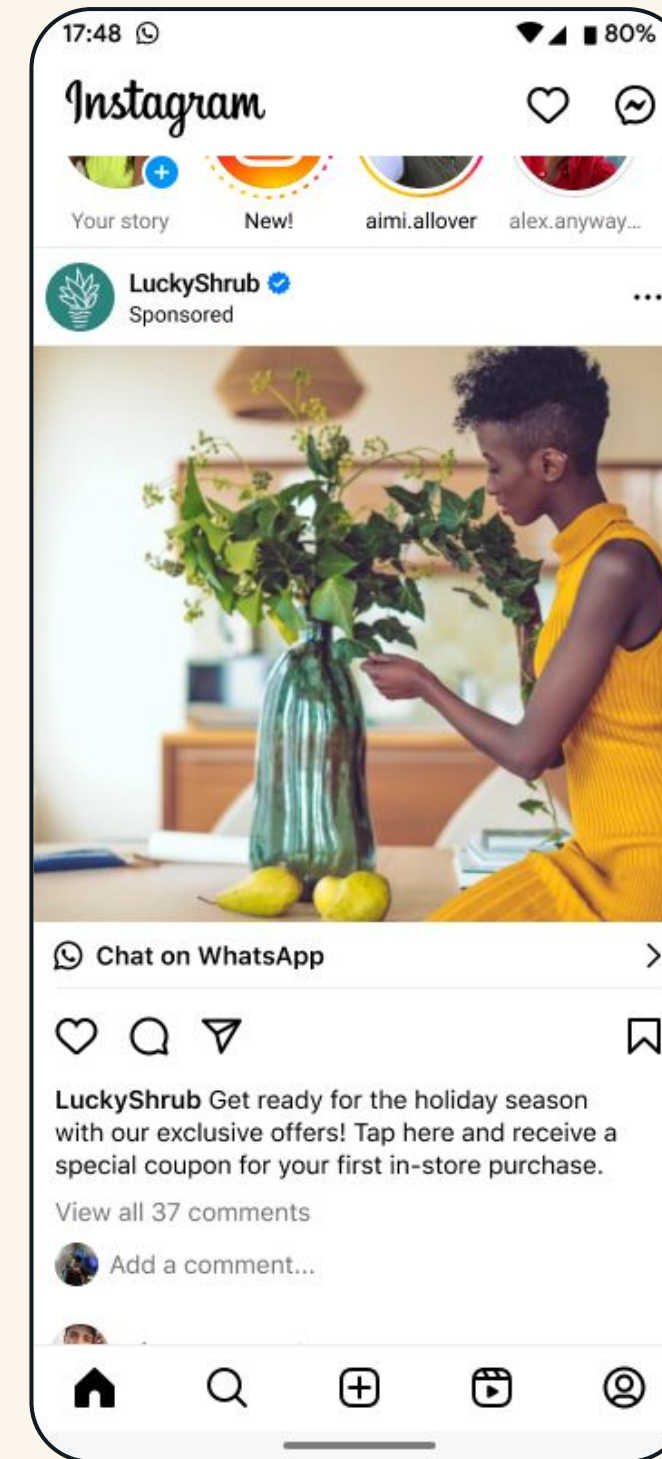 17:48 80%
Instagram
Your story New! aimi.allover alex.anyway...
LuckyShrub
Sponsored
Chat on WhatsApp
LuckyShrub Get ready for the holiday season
with our exclusive offers! Tap here and receive a
special coupon for your first in-store purchase.
View all 37 comments
Add a comment...